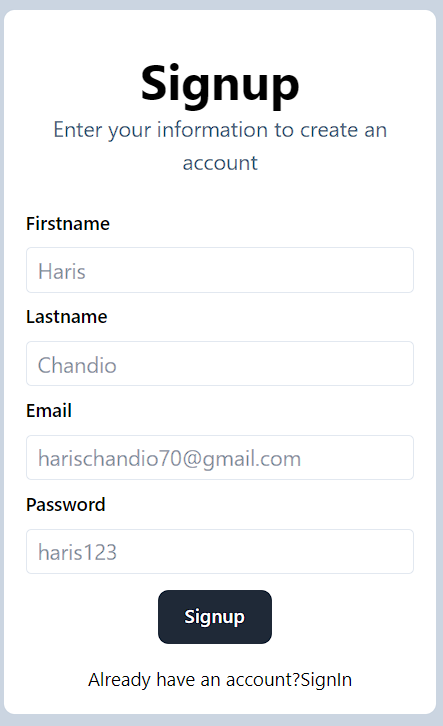 Signup
Enter your information to create an
account
Firstname
Haris
Lastname
Chandio
Email
harischandio70@gmail.com
Password
haris123
Signup
Already have an account?SignIn